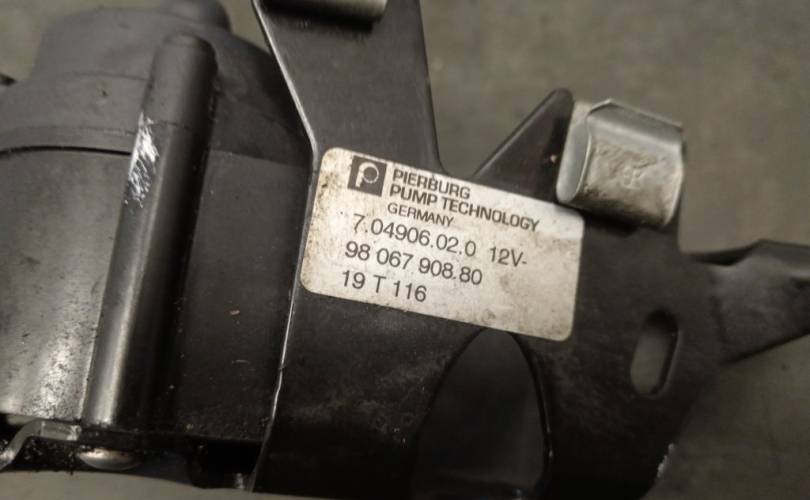 PIERBURG
PUMP TECHNOLOGY
GERMANY
7.04906.02.0 12V-
98 067 908.80
19 T 116